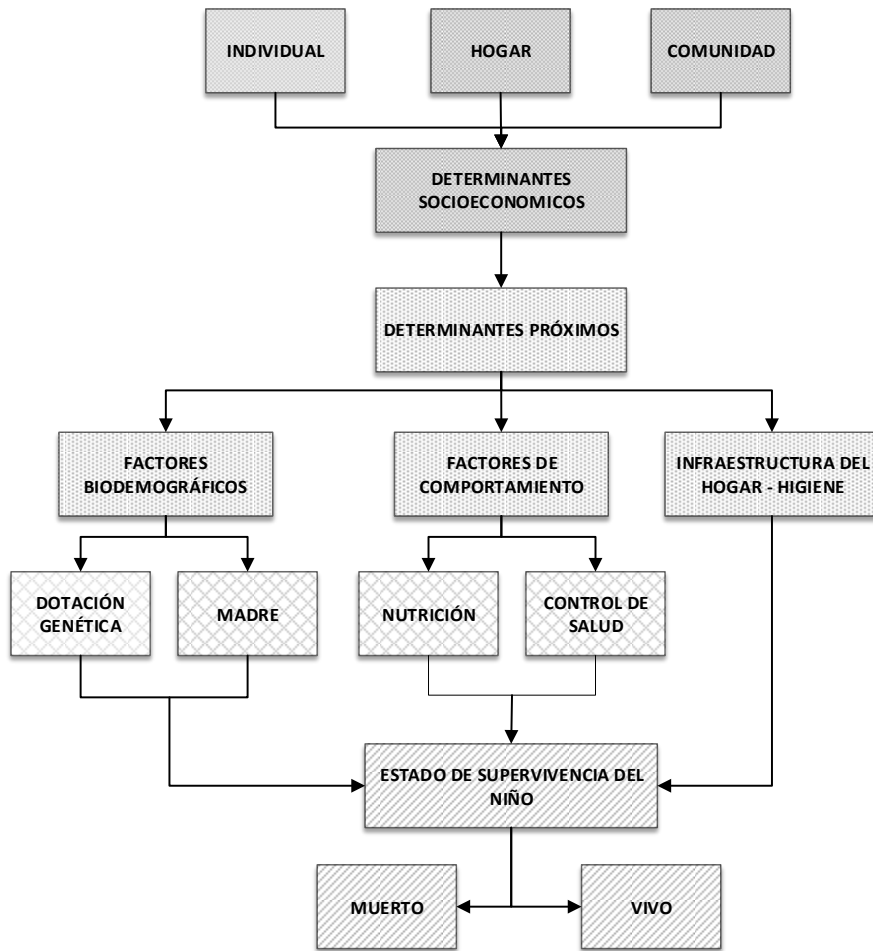 INDIVIDUAL
HOGAR
COMUNIDAD
DETERMINANTES
SOCIOECONOMICOS
DETERMINANTES PRÓXIMOS
FACTORES
BIODEMOGRÁFICOS
FACTORES DE
COMPORTAMIENTO
INFRAESTRUCTURA DEL
HOGAR - HIGIENE
DOTACIÓN
GENÉTICA
MADRE
NUTRICIÓN
CONTROL DE
SALUD
ESTADO DE SUPERVIVENCIA DEL
NIÑO
MUERTO
VIVO